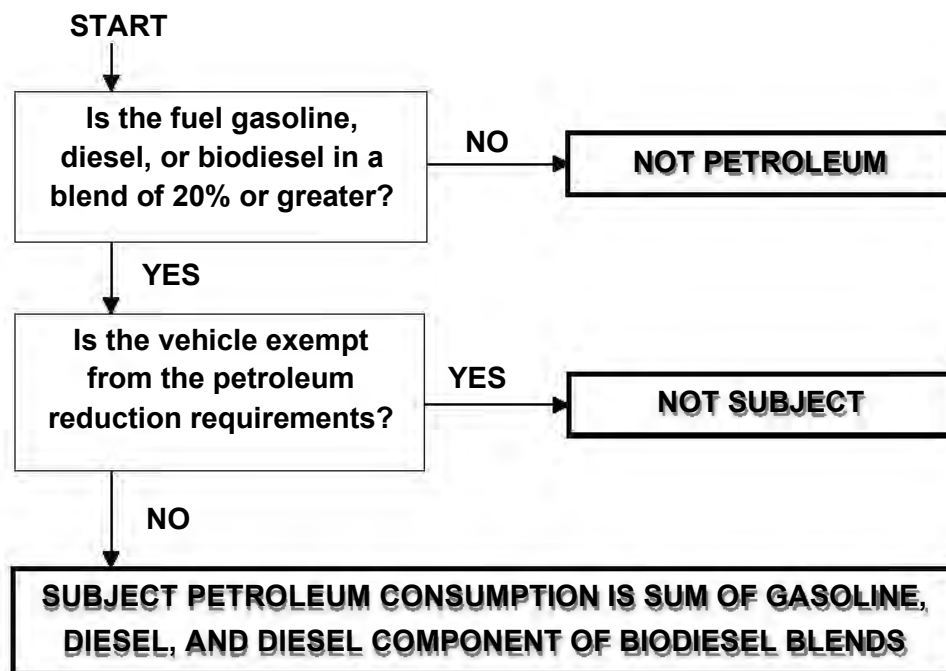 START
Is the fuel gasoline,
diesel, or biodiesel in a
blend of 20% or greater?
NO
NOT PETROLEUM
YES
Is the vehicle exempt
from the petroleum
reduction requirements?
YES
NOT SUBJECT
NO
SUBJECT PETROLEUM CONSUMPTION IS SUM OF GASOLINE,
DIESEL, AND DIESEL COMPONENT OF BIODIESEL BLENDS